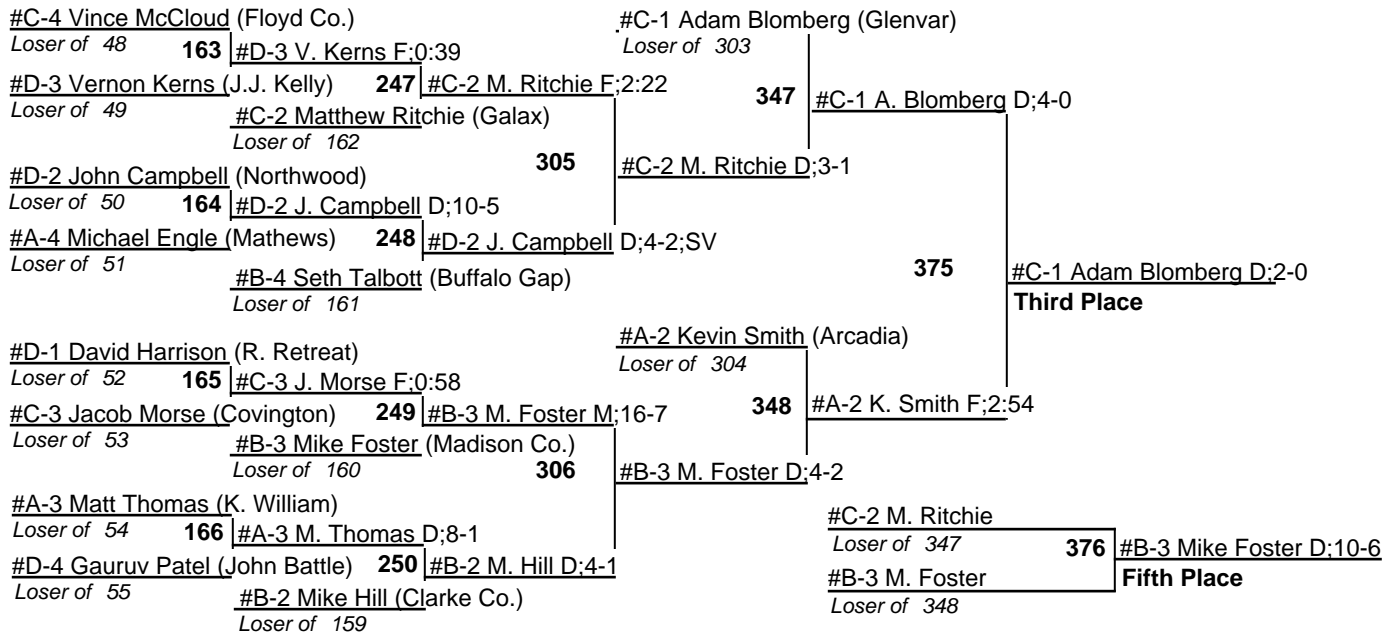 #C-4 Vince McCloud (Floyd Co.)
Loser of 48
163
#D-3 V. Kerns F;0:39
#D-3 Vernon Kerns (J.J. Kelly)
Loser of 49
247
#C-2 M. Ritchie F;2:22
#C-2 Matthew Ritchie (Galax)
Loser of 162
305
#C-2 M. Ritchie D;3-1
#D-2 John Campbell (Northwood)
Loser of 50
164
#D-2 J. Campbell D;10-5
#A-4 Michael Engle (Mathews)
Loser of 51
248
#D-2 J. Campbell D;4-2;SV
#B-4 Seth Talbott (Buffalo Gap)
Loser of 161
#D-1 David Harrison (R. Retreat)
Loser of 52
165
#C-3 J. Morse F;0:58
#C-3 Jacob Morse (Covington)
Loser of 53
249
#B-3 M. Foster M;16-7
#B-3 Mike Foster (Madison Co.)
Loser of 160
306
#B-3 M. Foster D;4-2
#A-3 Matt Thomas (K. William)
Loser of 54
166
#A-3 M. Thomas D;8-1
#D-4 Gauruv Patel (John Battle)
Loser of 55
250
#B-2 M. Hill D;4-1
#B-2 Mike Hill (Clarke Co.)
Loser of 159
#C-1 Adam Blomberg (Glenvar)
Loser of 303
347
#C-1 A. Blomberg D;4-0
375
#C-1 Adam Blomberg D;2-0
Third Place
#A-2 Kevin Smith (Arcadia)
Loser of 304
348
#A-2 K. Smith F;2:54
#C-2 M. Ritchie
Loser of 347
376
#B-3 Mike Foster D;10-6
Fifth Place
#B-3 M. Foster
Loser of 348